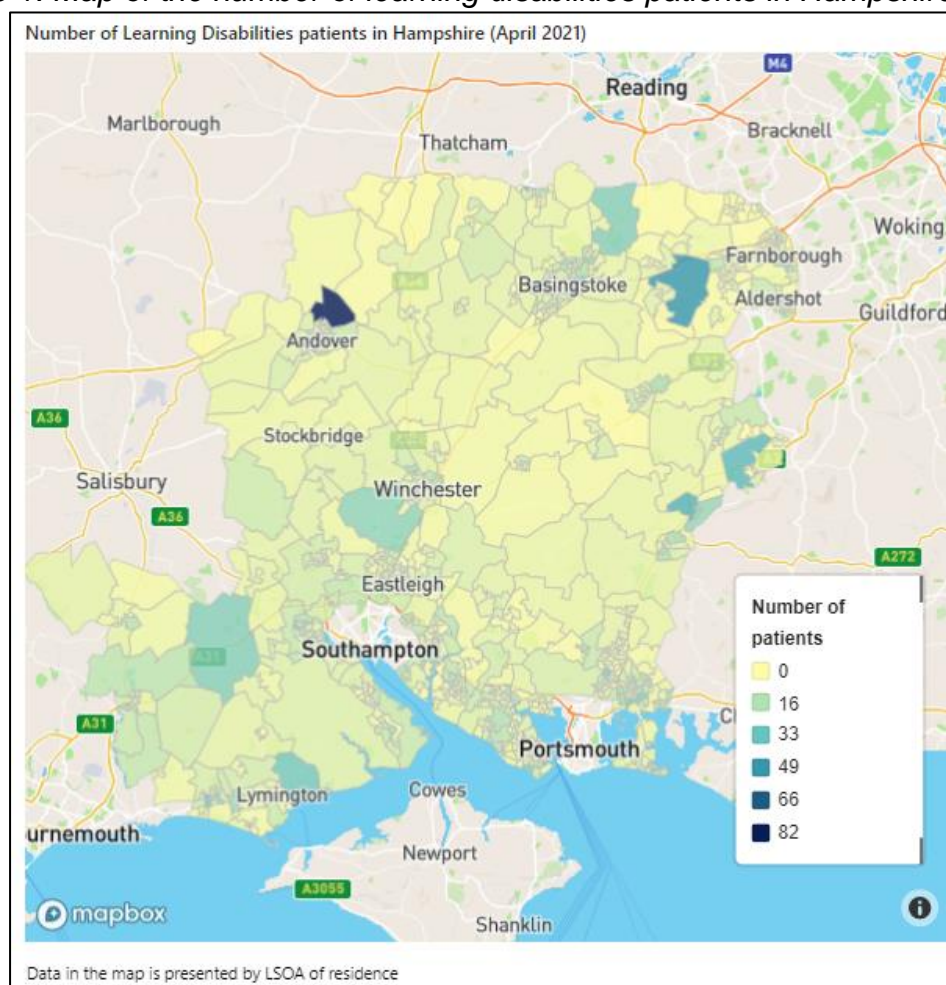 Number of Learning Disabilities patients in Hampshire (April 2021)
M4
Reading
Marlborough
Bracknell
Thatcham
Woking
Farnborough
Basingstoke
Aldershot
Guildford
Andover
A36
Stockbridge
Salisbury
Winchester
A36
A272
Eastleigh
Southampton
A31
A31
Portsmouth
Lymington
Cowes
urnemouth
Newport
A3055
Shanklin
mapbox
Number of
patients
0
16
33
49
66
82
Data in the map is presented by LSOA of residence